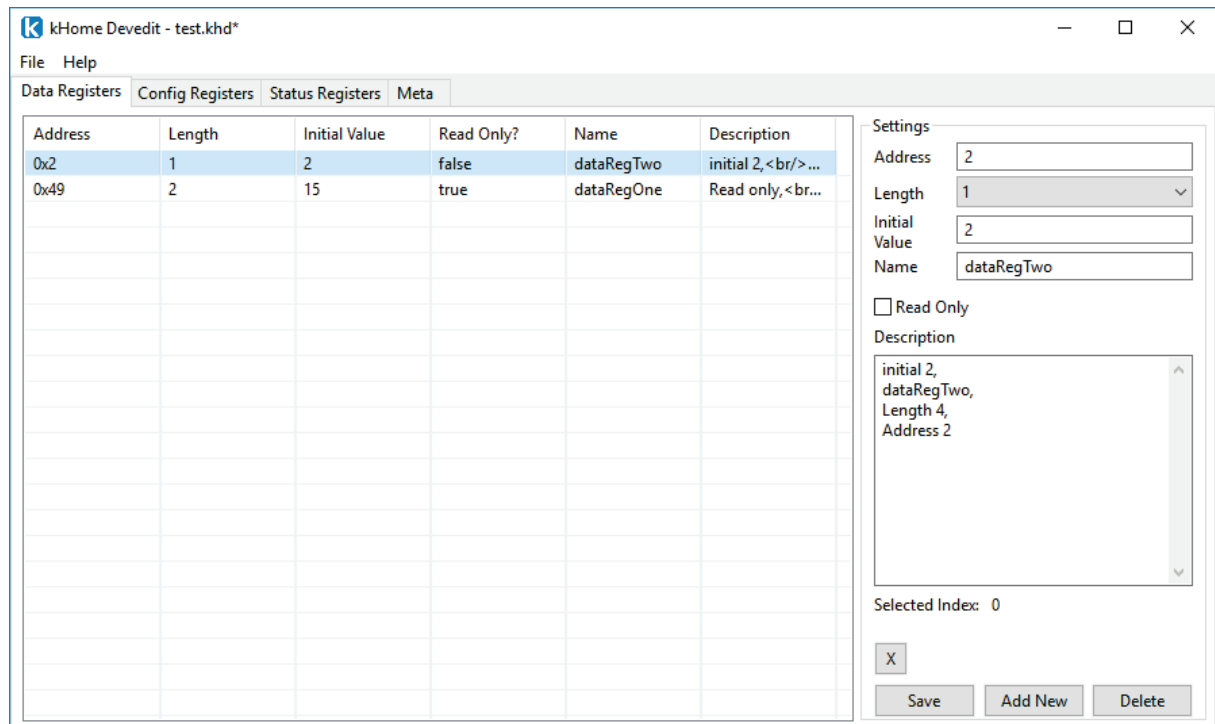 kHome Devedit - test.khd*
File Help
Data Registers Config Registers Status Registers Meta
Address Length Initial Value Read Only? Name Description
0x2 1 2 false dataRegTwo initial 2,<br/>...
0x49 2 15 true dataRegOne Read only,<br...
Settings
Address 2
Length 1
Initial
Value 2
Name dataRegTwo
Read Only
Description
initial 2,
dataRegTwo,
Length 4,
Address 2
Selected Index: 0
X
Save Add New Delete